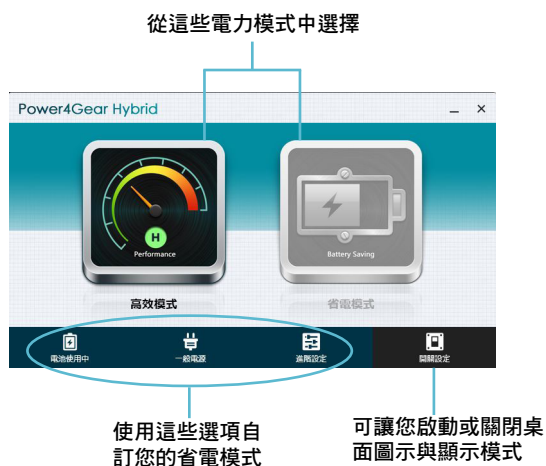 從這些電力模式中選擇
Power4Gear Hybrid
H
Performance
Battery Saving
高效模式
省電模式
電池使用中
一般電源
進階設定
開關設定
使用這些選項自
訂您的省電模式
可讓您啟動或關閉桌
面圖示與顯示模式